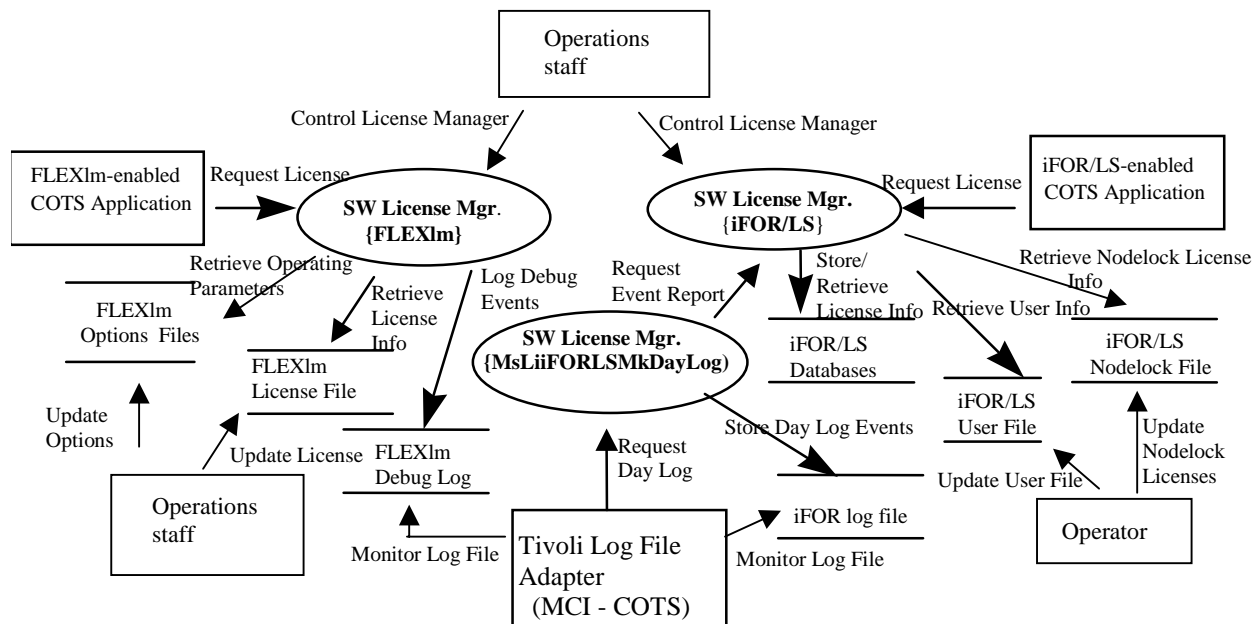 Operations
staff
Control License Manager
Control License Manager
FLEXlm-enabled
COTS Application
Request License
SW License Mgr.
{FLEXlm}
SW License Mgr.
{iFOR/LS}
Request License
iFOR/LS-enabled
COTS Application
Retrieve Operating
Parameters
Retrieve
License
Info
Log Debug
Events
Request
Event Report
Store/
Retrieve
License Info
Retrieve Nodelock License
Info
Retrieve User Info
FLEXlm
Options Files
FLEXlm
License File
SW License Mgr.
{MsLiiFORLSMkDayLog)
iFOR/LS
Databases
iFOR/LS
Nodelock File
iFOR/LS
User File
Update
Options
Update License
FLEXlm
Debug Log
Request
Day Log
Store Day Log Events
Update
Nodelock
Licenses
Update User File
Operations
staff
Monitor Log File
Tivoli Log File
Adapter
(MCI - COTS)
iFOR log file
Monitor Log File
Operator